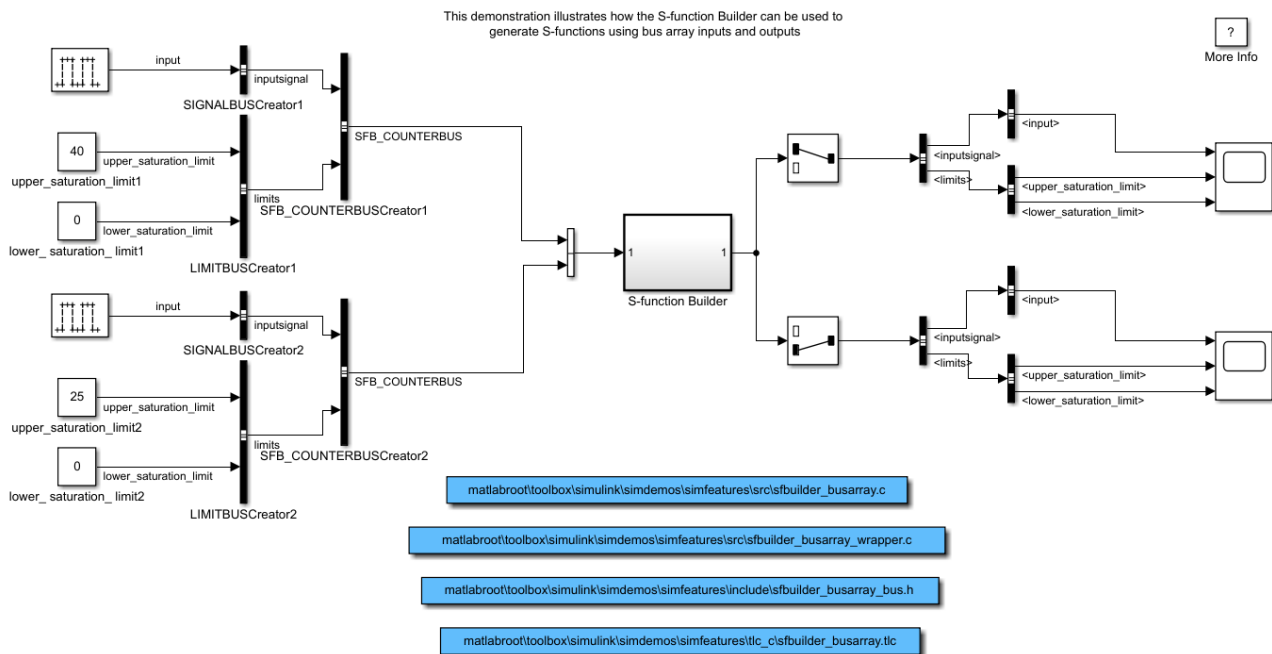 This demonstration illustrates how the S-function Builder can be used to
generate S-functions using bus array inputs and outputs
?
More Info
input
inputsignal
SIGNALBUSCreator1
40
upper_saturation_limit
upper_saturation_limit1
SFB_COUNTERBUS
limits
SFB_COUNTERBUSCreator1
0
lower_saturation_limit
lower_ saturation_ limit1
LIMITBUSCreator1
input
inputsignal
SIGNALBUSCreator2
25
upper_saturation_limit
upper_saturation_limit2
SFB_COUNTERBUS
limits
SFB_COUNTERBUSCreator2
0
lower_saturation_limit
lower_ saturation_ limit2
LIMITBUSCreator2
1
1
S-function Builder
<input>
<inputsignal>
<limits>
<upper_saturation_limit>
<lower_saturation_limit>
<input>
<inputsignal>
<limits>
<upper_saturation_limit>
<lower_saturation_limit>
matlabroot\toolbox\simulink\simdemos\simfeatures\src\sfbuilder_busarray.c
matlabroot\toolbox\simulink\simdemos\simfeatures\src\sfbuilder_busarray_wrapper.c
matlabroot\toolbox\simulink\simdemos\simfeatures\include\sfbuilder_busarray_bus.h
matlabroot\toolbox\simulink\simdemos\simfeatures\tlc_c\sfbuilder_busarray.tlc